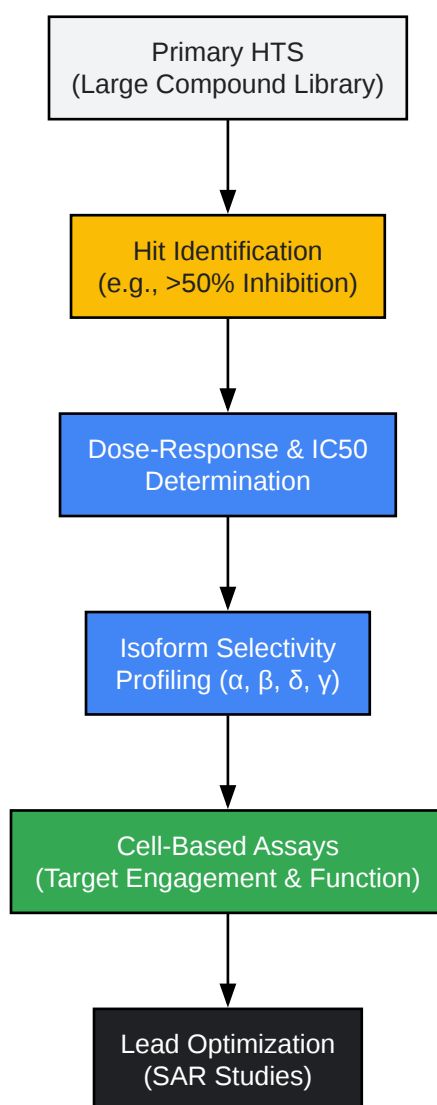 Primary HTS
(Large Compound Library)
Hit Identification
(e.g., >50% Inhibition)
Dose-Response & IC50
Determination
Isoform Selectivity
Profiling (α, β, δ, γ)
Cell-Based Assays
(Target Engagement & Function)
Lead Optimization
(SAR Studies)